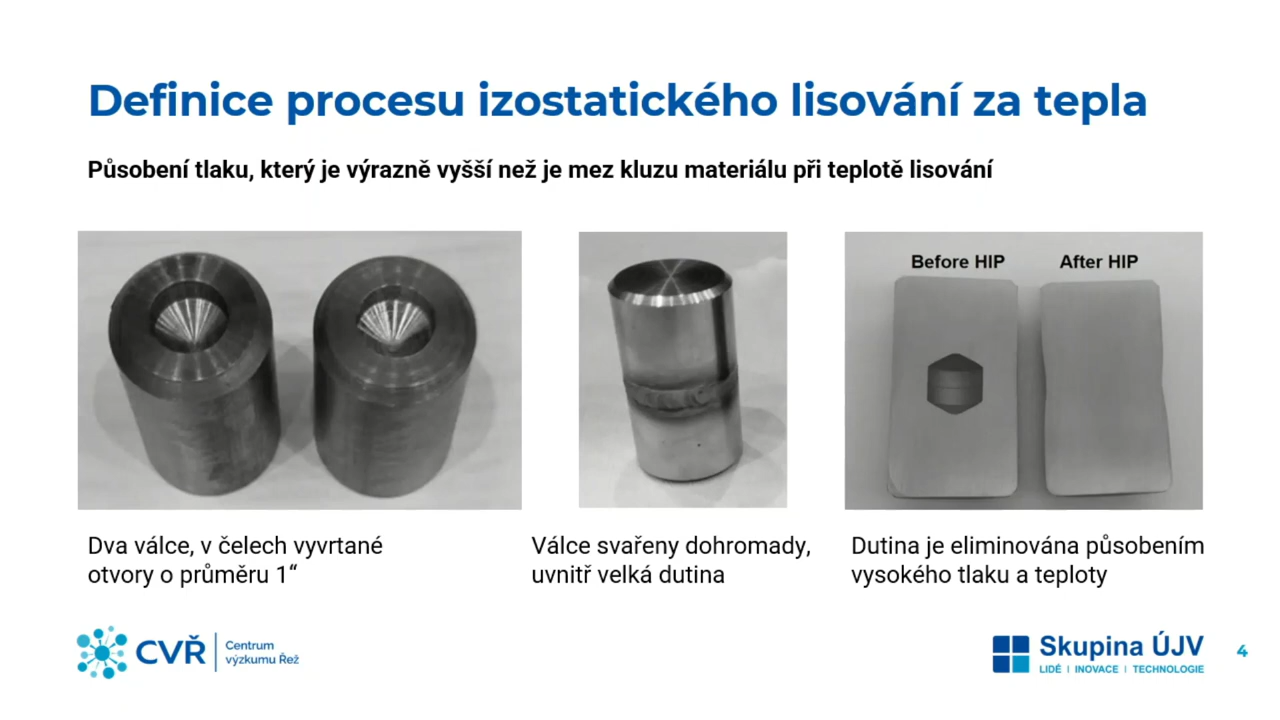 Definice procesu izostatického lisování za tepla
Působení tlaku, který je výrazně vyšší než je mez kluzu materiálu při teplotě lisování
Before HIP
After HIP
Dva válce, v čelech vyvrtané
otvory o průměru 1“
Válce svařeny dohromady,
uvnitř velká dutina
Dutina je eliminována působením
vysokého tlaku a teploty
CVŘ
Centrum
výzkumu Řež
Skupina ÚJV
LIDÉ | INOVACE | TECHNOLOGIE
4